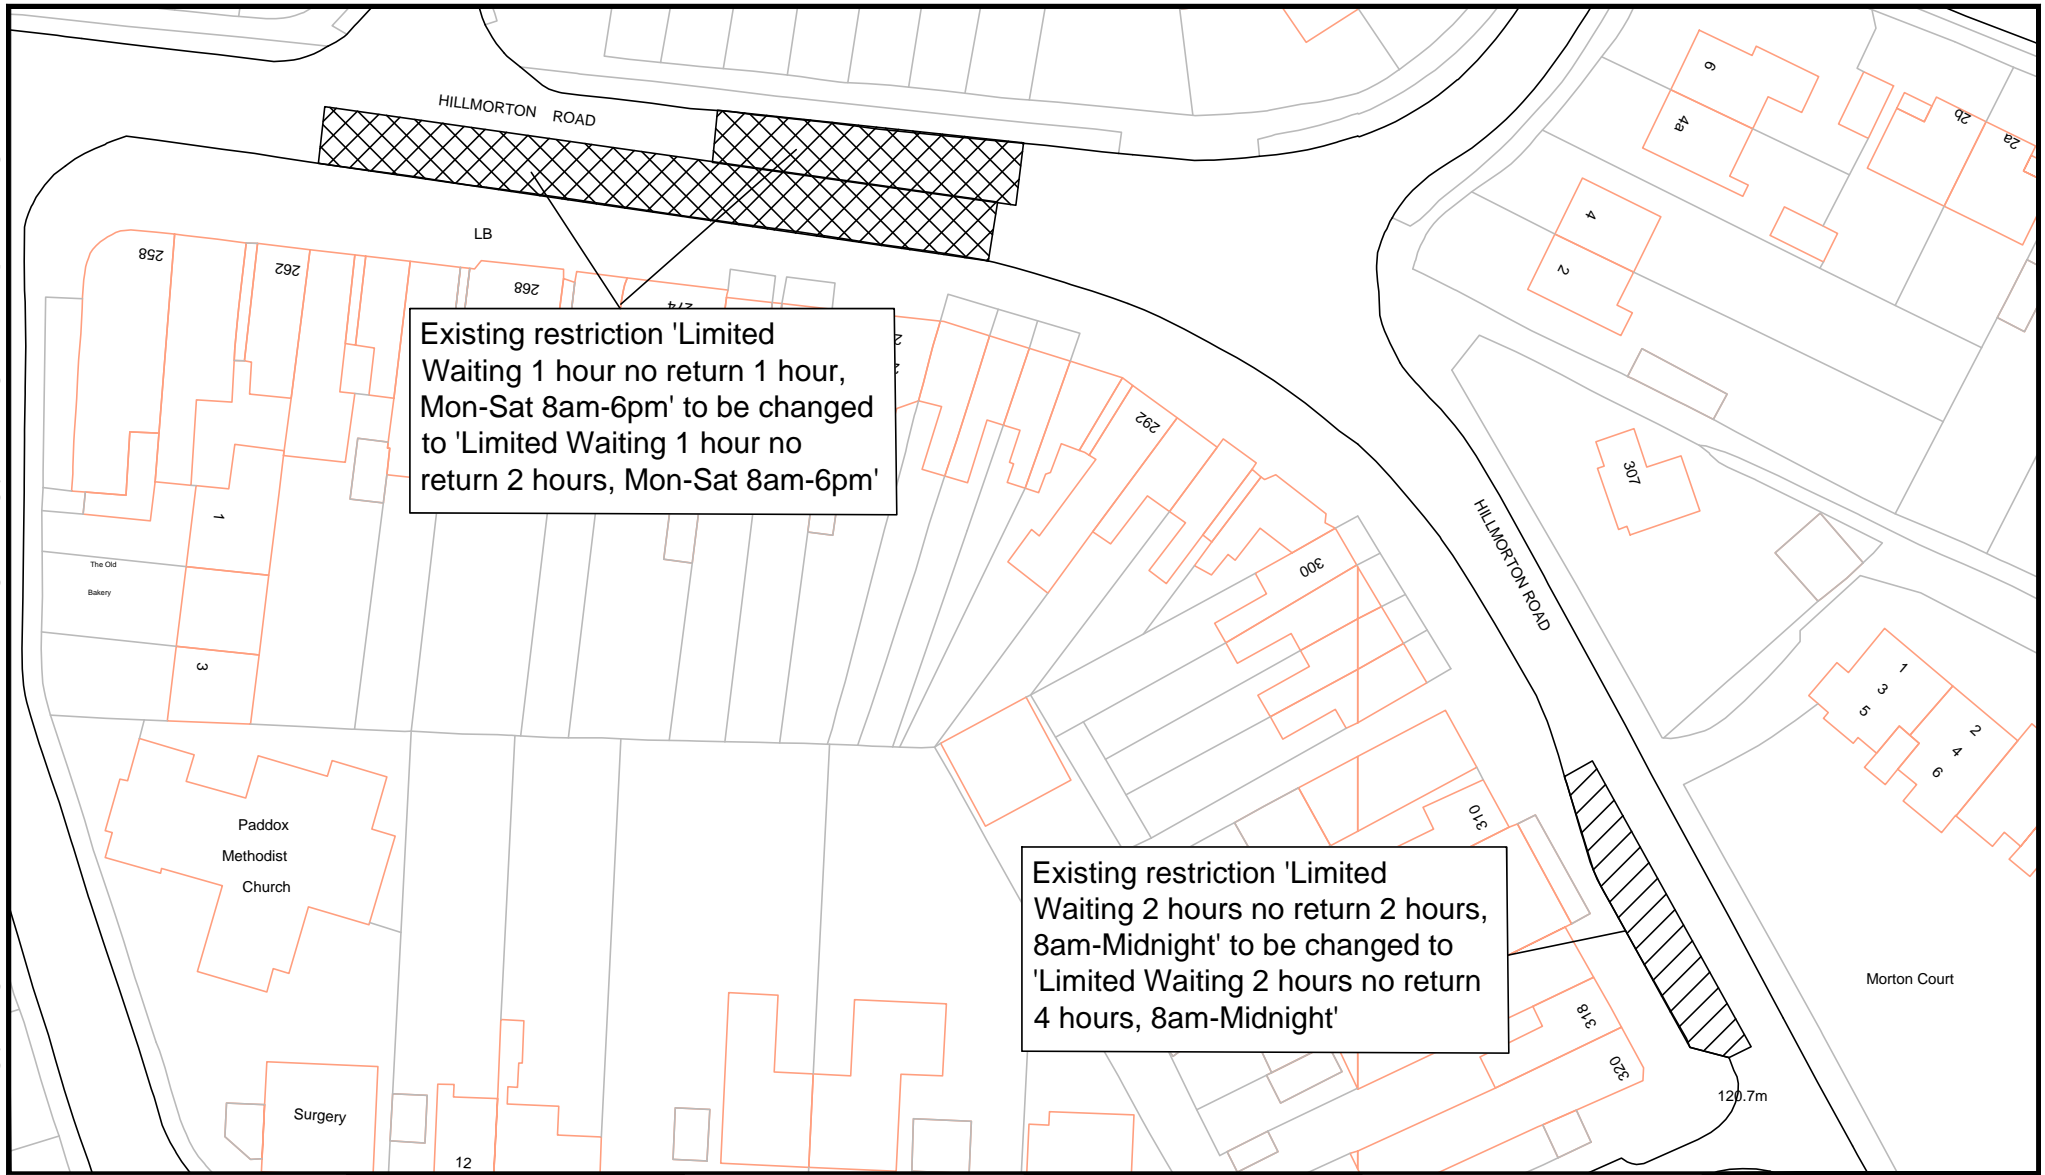 HILLMORTON ROAD
6
4a
2b
2a
4
2
LB
258
262
268
Existing restriction 'Limited
Waiting 1 hour no return 1 hour,
Mon-Sat 8am-6pm' to be changed
to 'Limited Waiting 1 hour no
return 2 hours, Mon-Sat 8am-6pm'
292
307
HILLMORTON ROAD
1
The Old
Bakery
3
300
1
3
5
2
4
6
310
Paddox
Methodist
Church
Existing restriction 'Limited
Waiting 2 hours no return 2 hours,
8am-Midnight' to be changed to
'Limited Waiting 2 hours no return
4 hours, 8am-Midnight'
Morton Court
318
320
120.7m
Surgery
12